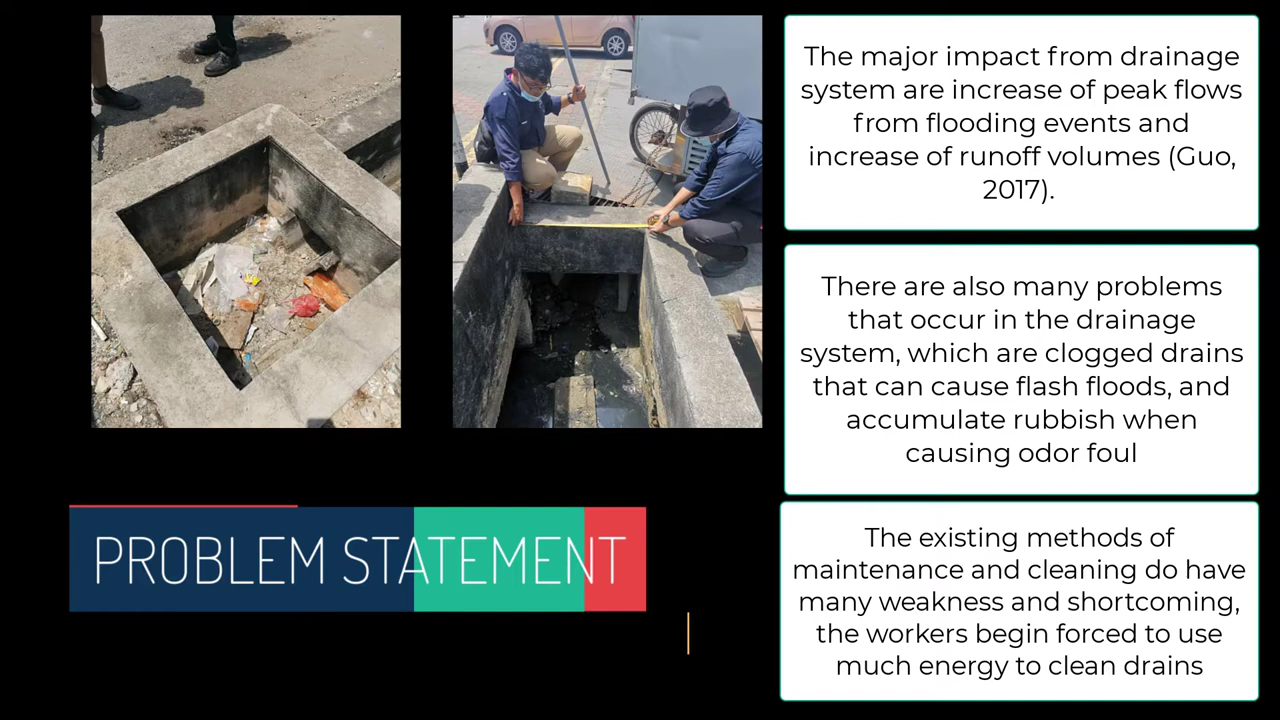 The major impact from drainage
system are increase of peak flows
from flooding events and
increase of runoff volumes (Guo,
2017).
There are also many problems
that occur in the drainage
system, which are clogged drains
that can cause flash floods, and
accumulate rubbish when
causing odor foul
PROBLEM STATEMENT
The existing methods of
maintenance and cleaning do have
many weakness and shortcoming,
the workers begin forced to use
much energy to clean drains